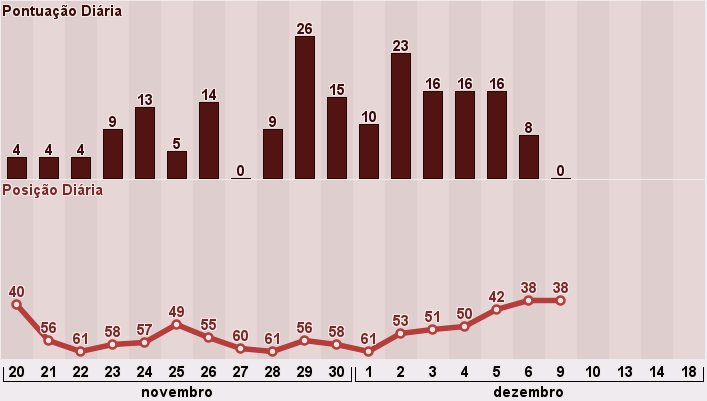 Pontuação Diária
4 4 4 9 13 5 14 0 9 26 15 10 23 16 16 16 8 0
Posição Diária
40 56 61 58 57 49 55 60 61 56 58 61 53 51 50 42 38 38
20 21 22 23 24 25 26 27 28 29 30 1 2 3 4 5 6 9 10 13 14 18
novembro dezembro